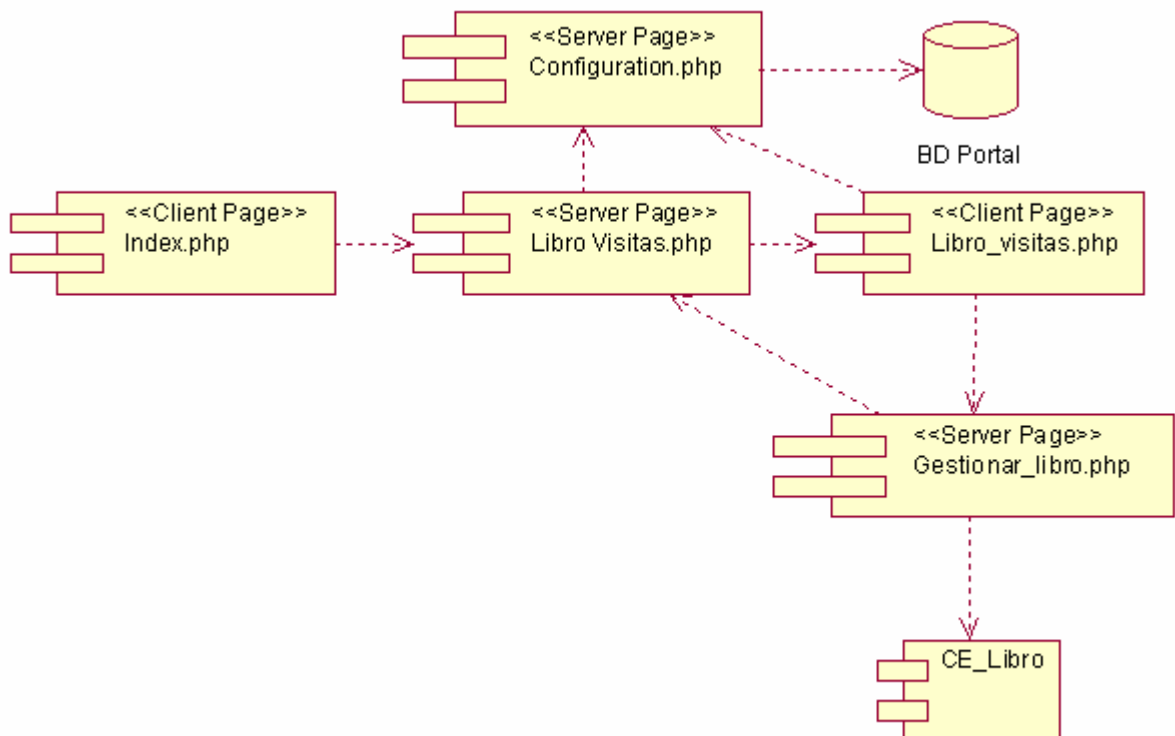 <<Server Page>>
Configuration.php
BD Portal
<<Client Page>>
Index.php
<<Server Page>>
Libro Visitas.php
<<Client Page>>
Libro_visitas.php
<<Server Page>>
Gestionar_libro.php
CE_Libro